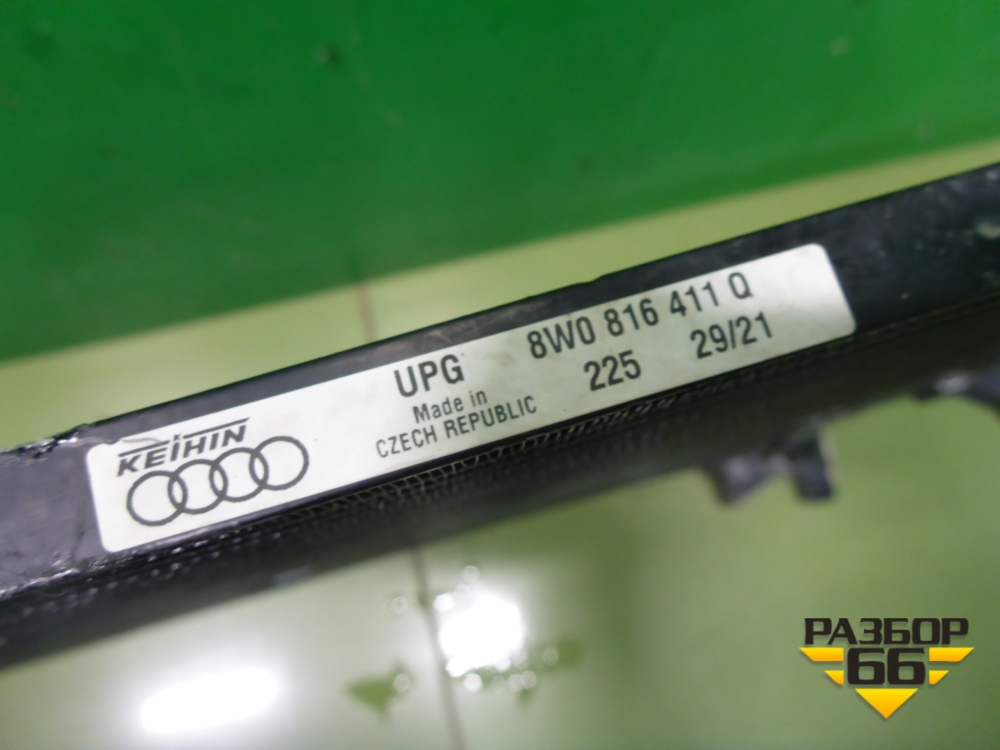 KEIHIN
UPG 8W0 816 411 Q
Made in 225 29/21
CZECH REPUBLIC
РАЗБОР
66